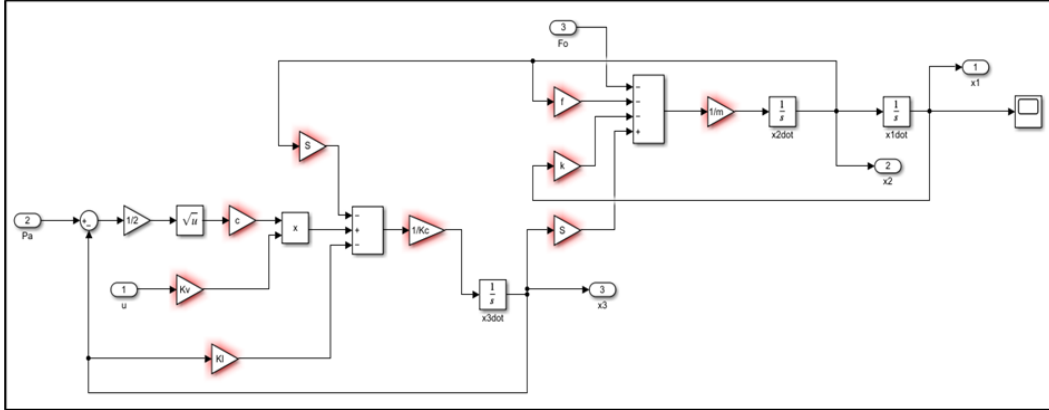 3
Fo
1
x1
f
1/m
1
s
x2dot
1
s
x1dot
S
k
2
x2
2
Pa
1/2
√u
c
x
1/Kc
S
1
u
Kv
1
s
x3dot
3
x3
Kl